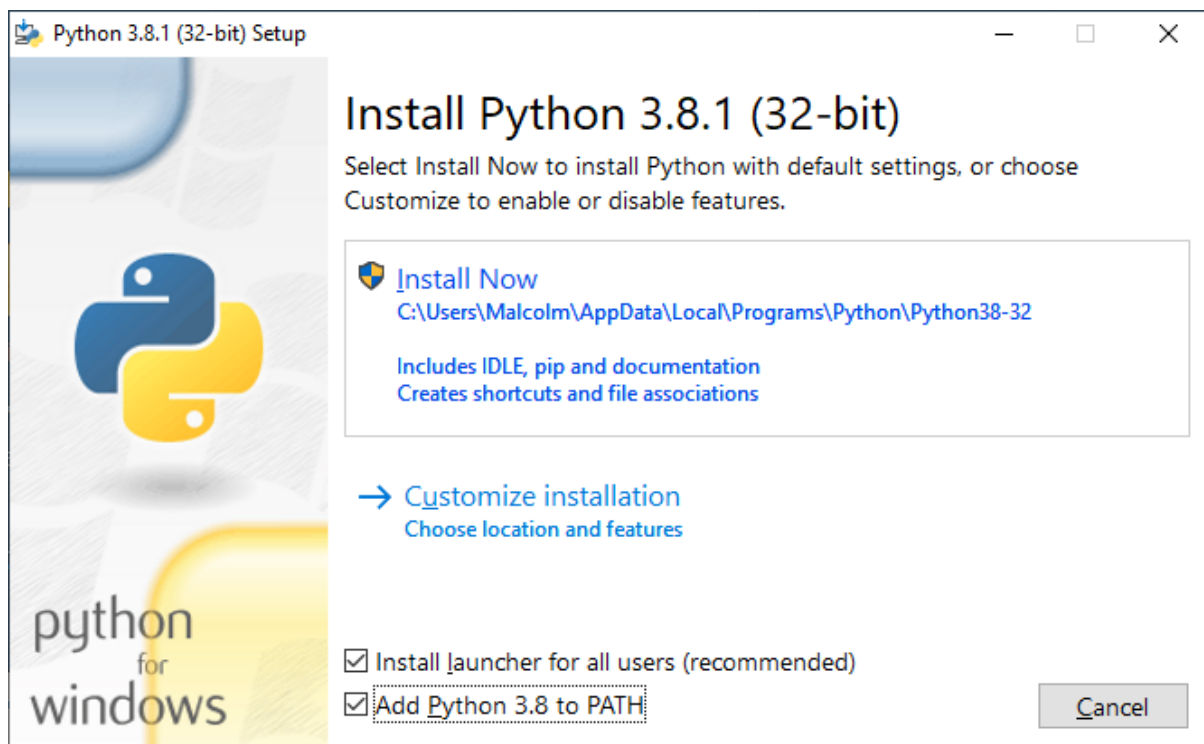 Python 3.8.1 (32-bit) Setup
Install Python 3.8.1 (32-bit)
Select Install Now to install Python with default settings, or choose
Customize to enable or disable features.
Install Now
C:\Users\Malcolm\AppData\Local\Programs\Python\Python38-32
Includes IDLE, pip and documentation
Creates shortcuts and file associations
Customize installation
Choose location and features
python
for
windows
Install launcher for all users (recommended)
Add Python 3.8 to PATH
Cancel